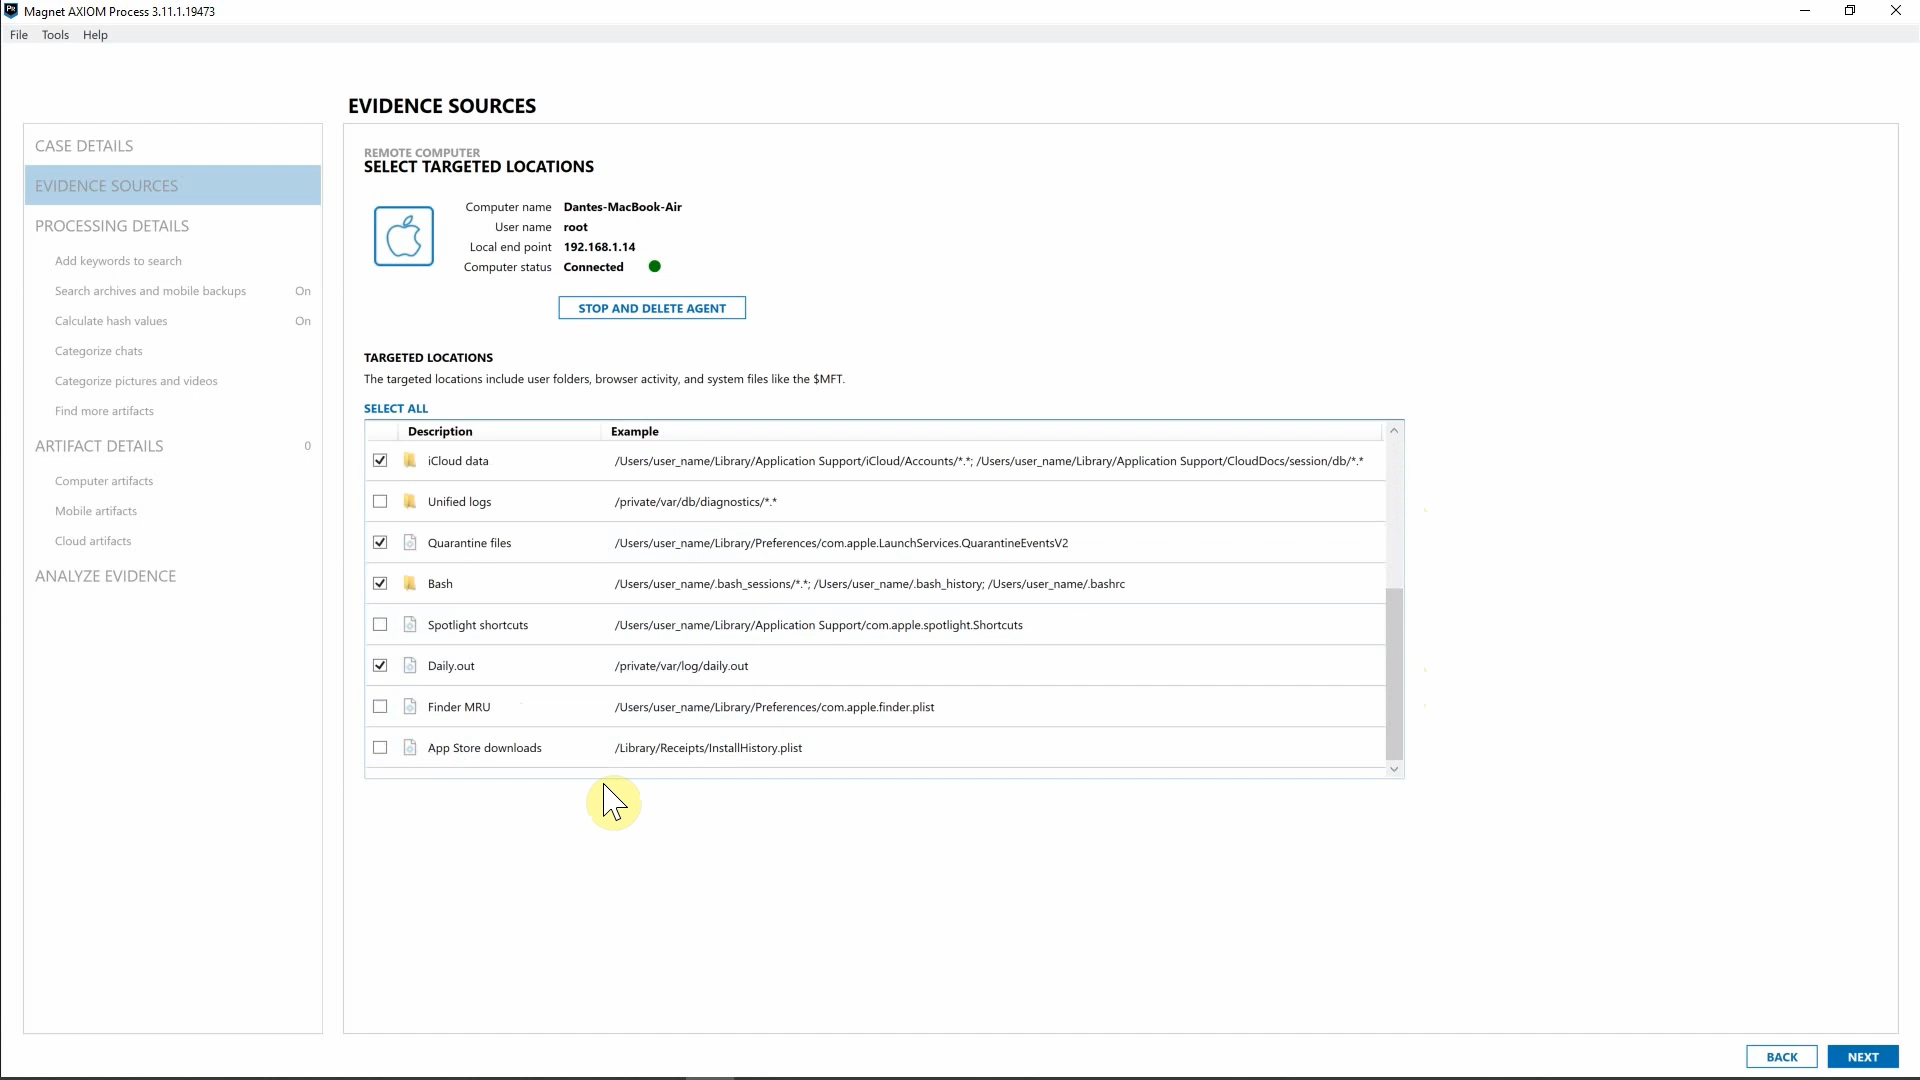 Magnet AXIOM Process 3.11.1.19473
File Tools Help
EVIDENCE SOURCES
CASE DETAILS
EVIDENCE SOURCES
PROCESSING DETAILS
Add keywords to search
Search archives and mobile backups On
Calculate hash values On
Categorize chats
Categorize pictures and videos
Find more artifacts
ARTIFACT DETAILS 0
Computer artifacts
Mobile artifacts
Cloud artifacts
ANALYZE EVIDENCE
REMOTE COMPUTER
SELECT TARGETED LOCATIONS
Computer name Dantes-MacBook-Air
User name root
Local end point 192.168.1.14
Computer status Connected
STOP AND DELETE AGENT
TARGETED LOCATIONS
The targeted locations include user folders, browser activity, and system files like the $MFT.
SELECT ALL
Description Example
iCloud data /Users/user_name/Library/Application Support/iCloud/Accounts/*.*; /Users/user_name/Library/Application Support/CloudDocs/session/db/*.*
Unified logs /private/var/db/diagnostics/*.*
Quarantine files /Users/user_name/Library/Preferences/com.apple.LaunchServices.QuarantineEventsV2
Bash /Users/user_name/.bash_sessions/*.*; /Users/user_name/.bash_history; /Users/user_name/.bashrc
Spotlight shortcuts /Users/user_name/Library/Application Support/com.apple.spotlight.Shortcuts
Daily.out /private/var/log/daily.out
Finder MRU /Users/user_name/Library/Preferences/com.apple.finder.plist
App Store downloads /Library/Receipts/InstallHistory.plist
BACK NEXT